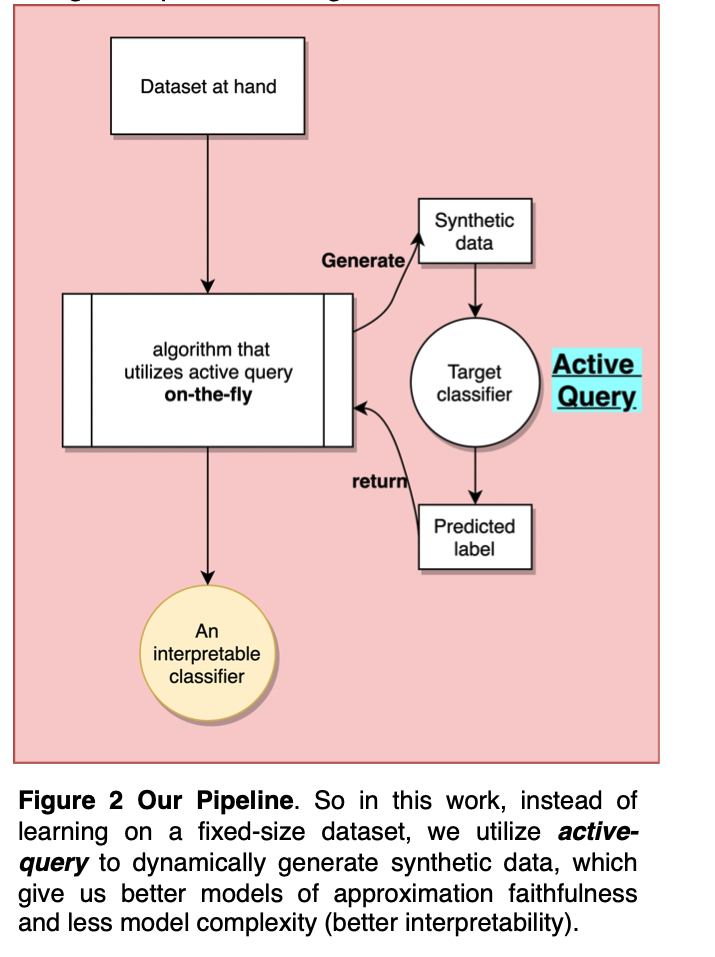 Dataset at hand
Synthetic
data
Generate
algorithm that
utilizes active query
on-the-fly
Target
classifier
Active
Query
return
Predicted
label
An
interpretable
classifier
Figure 2 Our Pipeline. So in this work, instead of
learning on a fixed-size dataset, we utilize active-
query to dynamically generate synthetic data, which
give us better models of approximation faithfulness
and less model complexity (better interpretability).